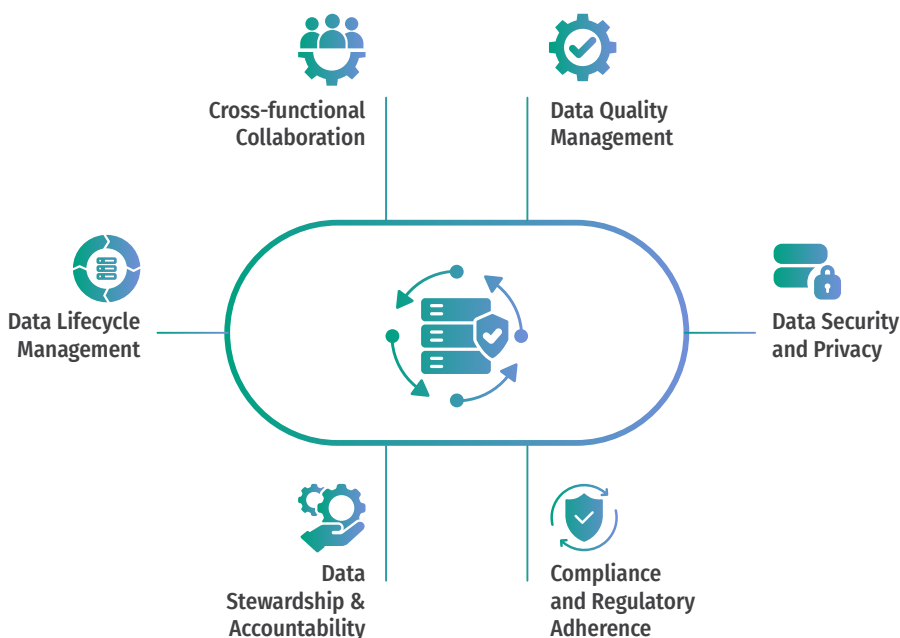 Cross-functional
Collaboration
Data Quality
Management
Data Lifecycle
Management
Data Security
and Privacy
Data
Stewardship &
Accountability
Compliance
and Regulatory
Adherence